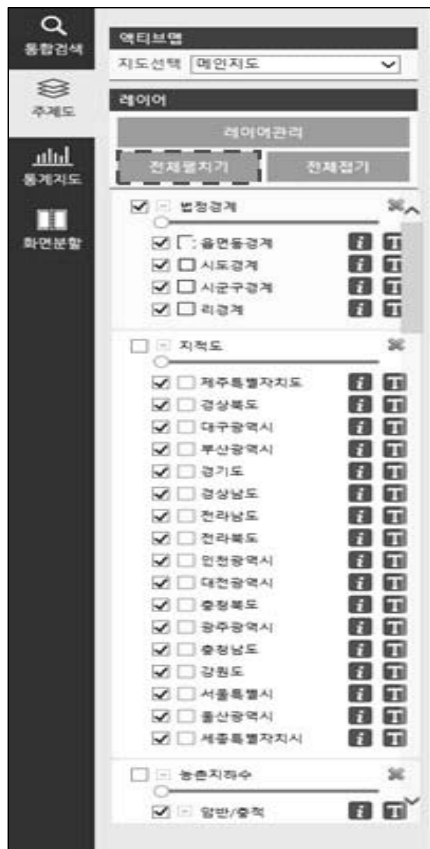 통합검색
주제도
통계지도
화면분할
액티브맵
지도선택 메인지도
레이어
레이어관리
전체펼치기 전체접기
법정경계
읍면동경계
시도경계
시군구경계
리경계
지적도
제주특별자치도
경상북도
대구광역시
부산광역시
경기도
경상남도
전라남도
전라북도
인천광역시
대전광역시
충청북도
광주광역시
충청남도
강원도
서울특별시
울산광역시
세종특별자치시
농촌지하수
암반/충적